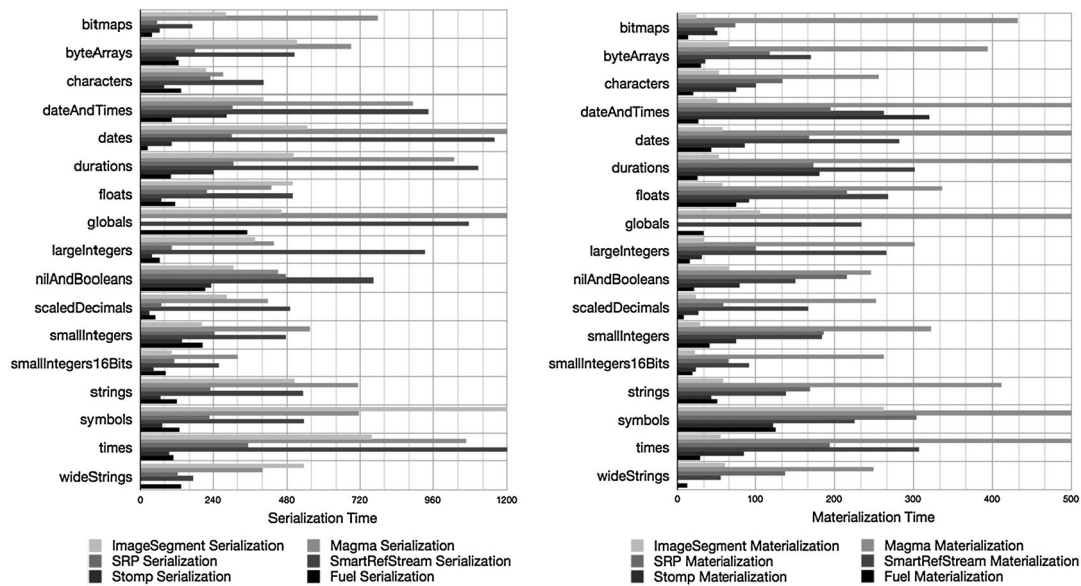 bitmaps
byteArrays
characters
dateAndTimes
dates
durations
floats
globals
largeIntegers
nilAndBooleans
scaledDecimals
smallIntegers
smallIntegers16Bits
strings
symbols
times
wideStrings
0 240 480 720 960 1200
Serialization Time
ImageSegment Serialization Magma Serialization
SRP Serialization SmartRefStream Serialization
Stomp Serialization Fuel Serialization
bitmaps
byteArrays
characters
dateAndTimes
dates
durations
floats
globals
largeIntegers
nilAndBooleans
scaledDecimals
smallIntegers
smallIntegers16Bits
strings
symbols
times
wideStrings
0 100 200 300 400 500
Materialization Time
ImageSegment Materialization Magma Materialization
SRP Materialization SmartRefStream Materialization
Stomp Materialization Fuel Materialization